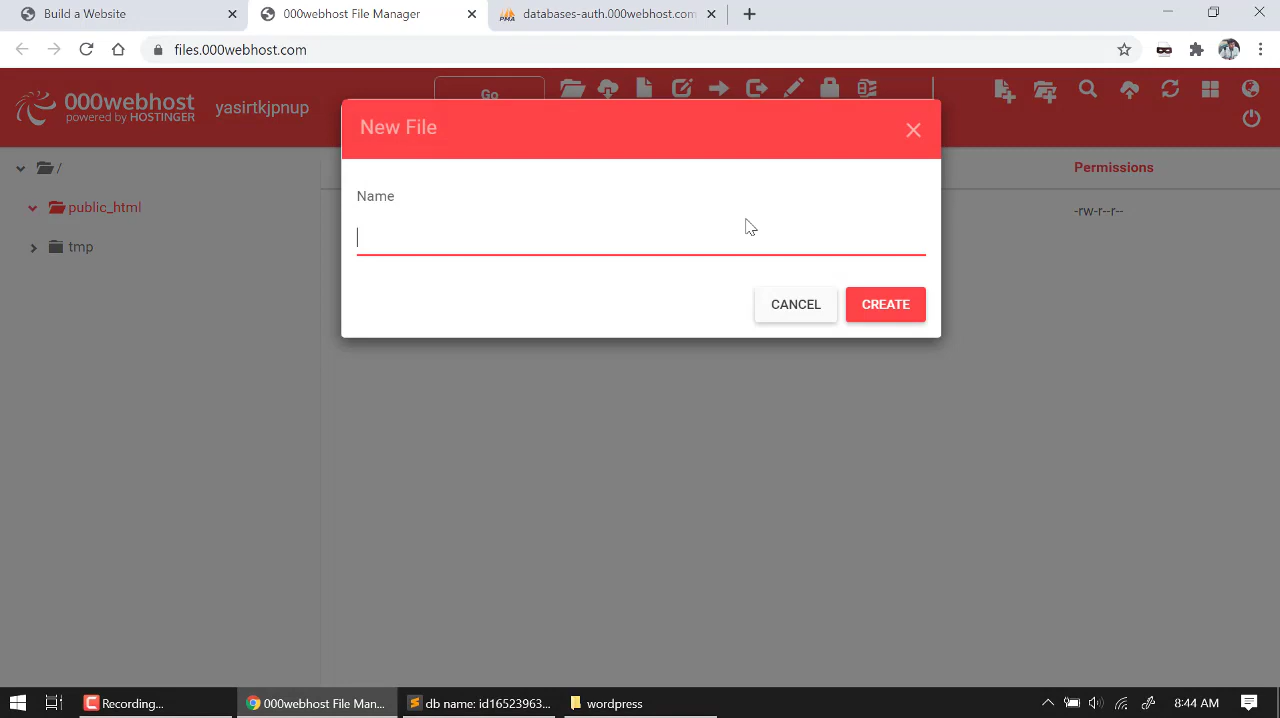 Build a Website
000webhost File Manager
PMA
databases-auth.000webhost.com
files.000webhost.com
000webhost
powered by HOSTINGER
yasirtkjpnup
Go
New File
Name
CANCEL
CREATE
/
public_html
tmp
Permissions
-rw-r--r--
Recording...
000webhost File Man...
db name: id16523963...
wordpress
8:44 AM